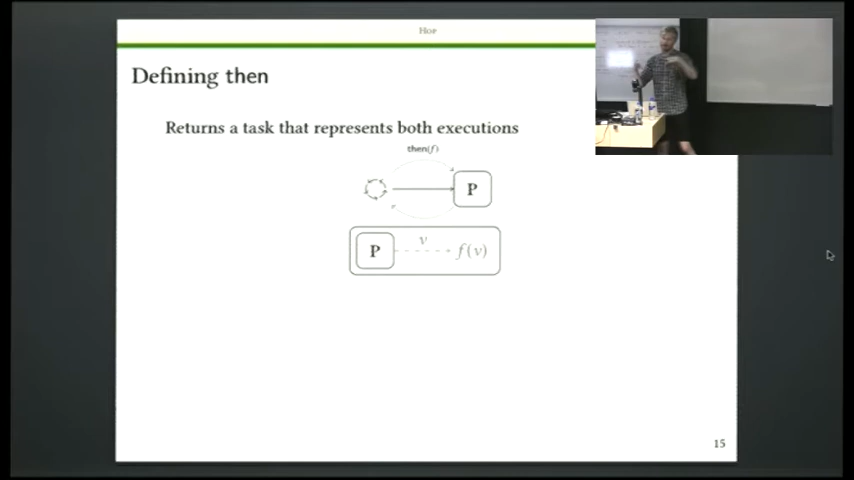 Hop
Defining then
Returns a task that represents both executions
then(f)
P
P
v
f(v)
15